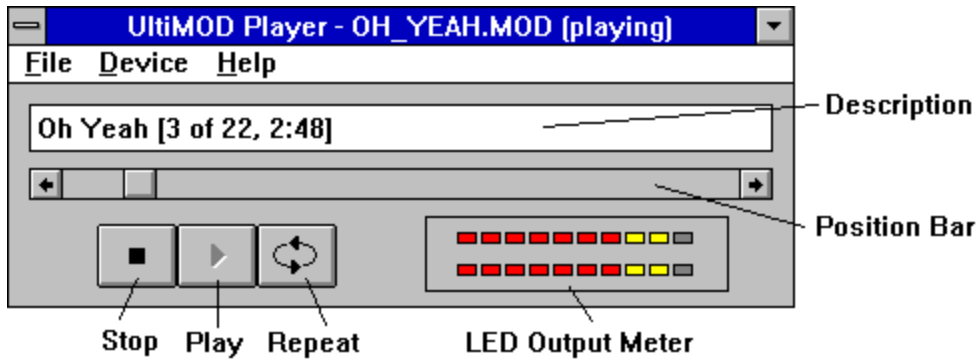 UltiMOD Player - OH_YEAH.MOD (playing)
File Device Help
Oh Yeah [3 of 22, 2:48]
Description
Position Bar
Stop Play Repeat LED Output Meter